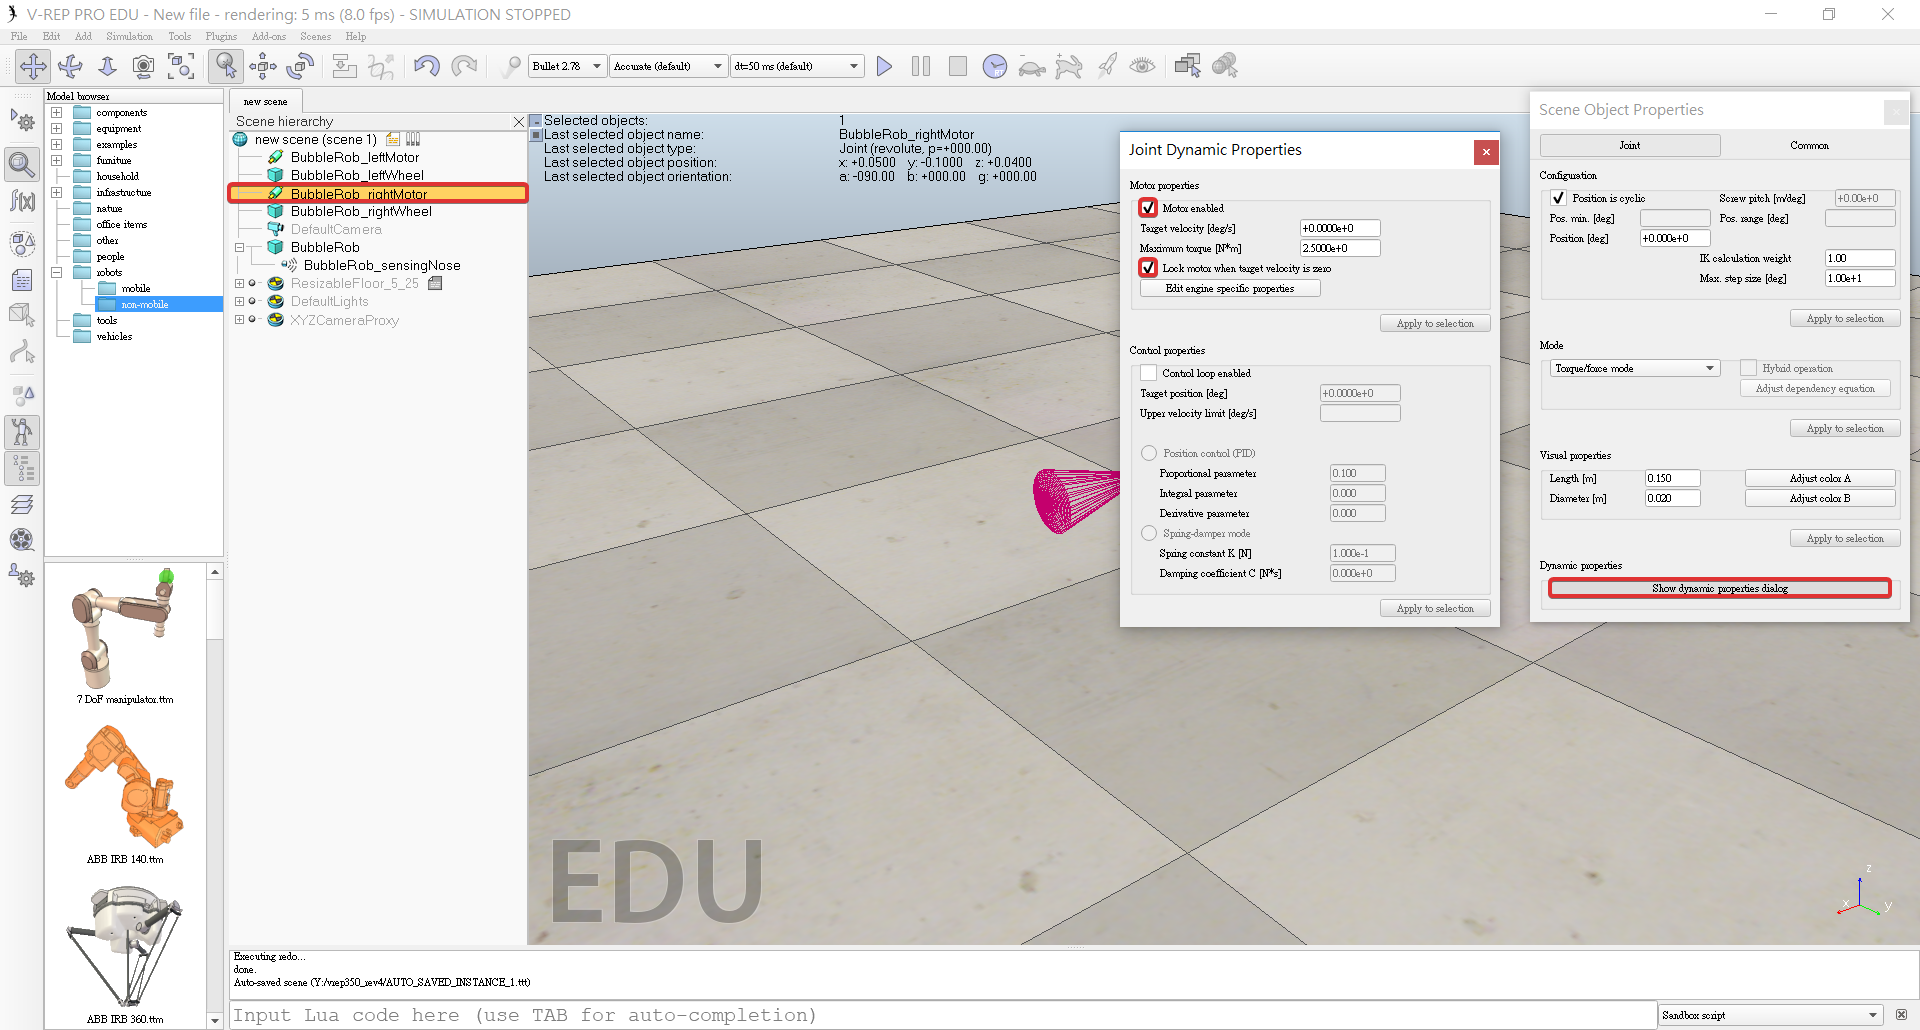 V-REP PRO EDU - New file - rendering: 5 ms (8.0 fps) - SIMULATION STOPPED
File Edit Add Simulation Tools Plugins Add-ons Scenes Help
Bullet 2.78 Accurate (default) dt=50 ms (default)
Model browser
components
equipment
examples
furniture
household
infrastructure
nature
office items
other
people
robots
mobile
non-mobile
tools
vehicles
7 DoF manipulator.ttm
ABB IRB 140.ttm
ABB IRB 360.ttm
new scene
Scene hierarchy
new scene (scene 1)
BubbleRob_leftMotor
BubbleRob_leftWheel
BubbleRob_rightMotor
BubbleRob_rightWheel
DefaultCamera
BubbleRob
BubbleRob_sensingNose
ResizableFloor_5_25
DefaultLights
XYZCameraProxy
Selected objects: 1
Last selected object name: BubbleRob_rightMotor
Last selected object type: Joint (revolute, p=+000.00)
Last selected object position: x: +0.0500 y: -0.1000 z: +0.0400
Last selected object orientation: a: -090.00 b: +000.00 g: +000.00
EDU
z
x
y
Joint Dynamic Properties
Motor properties
Motor enabled
Target velocity [deg/s] +0.0000e+0
Maximum torque [N*m] 2.5000e+0
Lock motor when target velocity is zero
Edit engine specific properties
Apply to selection
Control properties
Control loop enabled
Target position [deg] +0.0000e+0
Upper velocity limit [deg/s]
Position control (PID)
Proportional parameter 0.100
Integral parameter 0.000
Derivative parameter 0.000
Spring-damper mode
Spring constant K [N] 1.000e-1
Damping coefficient C [N*s] 0.000e+0
Apply to selection
Scene Object Properties
Joint Common
Configuration
Position is cyclic Screw pitch [m/deg] +0.00e+0
Pos. min. [deg] Pos. range [deg]
Position [deg] +0.000e+0
IK calculation weight 1.00
Max. step size [deg] 1.00e+1
Apply to selection
Mode
Torque/force mode Hybrid operation
Adjust dependency equation
Apply to selection
Visual properties
Length [m] 0.150 Adjust color A
Diameter [m] 0.020 Adjust color B
Apply to selection
Dynamic properties
Show dynamic properties dialog
Executing redo...
done.
Auto-saved scene (Y:/vrep350_rev4/AUTO_SAVED_INSTANCE_1.ttt)
Input Lua code here (use TAB for auto-completion)
Sandbox script